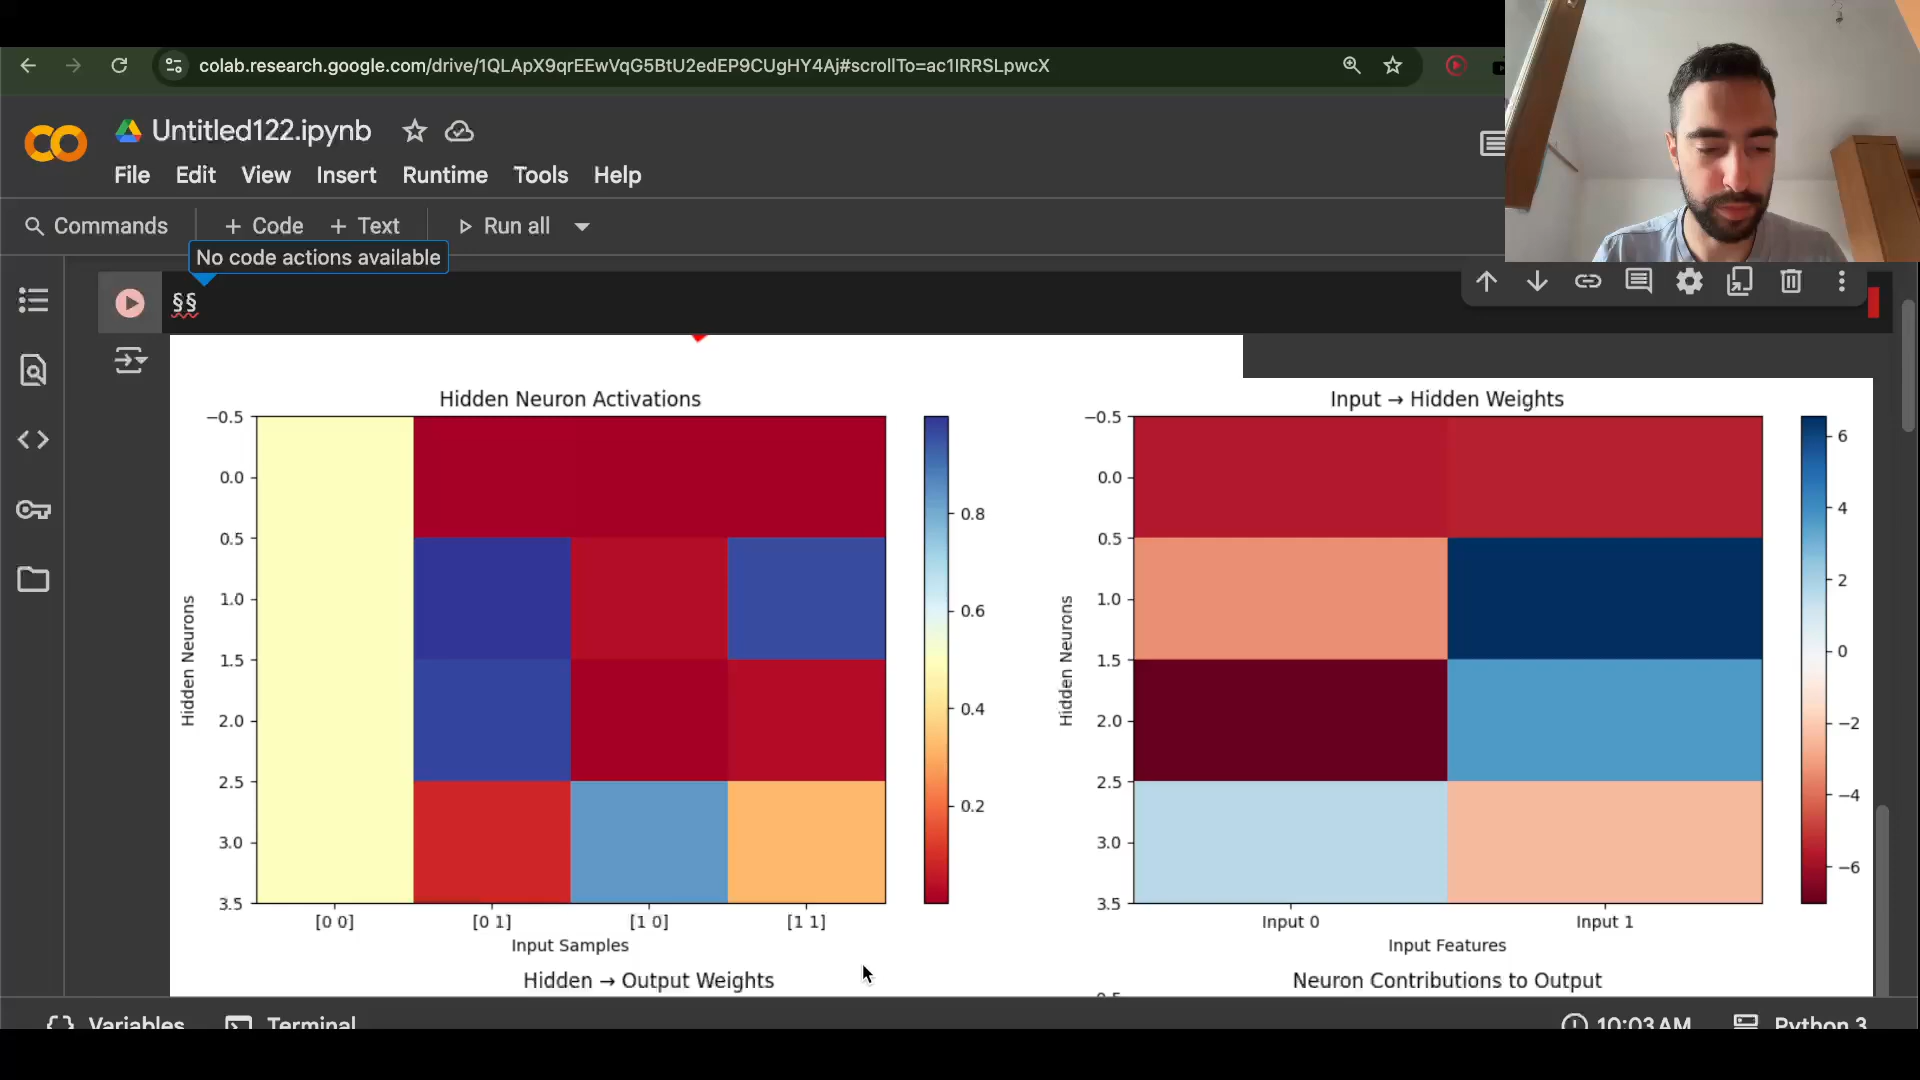 colab.research.google.com/drive/1QLApX9qrEEwVqG5BtU2edEP9CUgHY4Aj#scrollTo=ac1IRRSLpwcX
Untitled122.ipynb
File Edit View Insert Runtime Tools Help
Commands + Code + Text Run all
No code actions available
§§
Hidden Neuron Activations
−0.5
0.0
0.5
1.0
1.5
2.0
2.5
3.0
3.5
Hidden Neurons
[0 0] [0 1] [1 0] [1 1]
Input Samples
0.8
0.6
0.4
0.2
Input → Hidden Weights
−0.5
0.0
0.5
1.0
1.5
2.0
2.5
3.0
3.5
Hidden Neurons
Input 0 Input 1
Input Features
6
4
2
0
−2
−4
−6
Hidden → Output Weights
Neuron Contributions to Output
Variables Terminal
10:03 AM Python 3